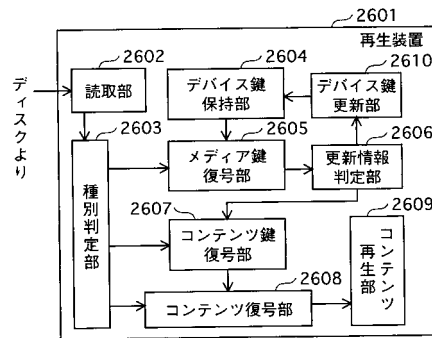 2601
再生装置
2602
読取部
2604
デバイス鍵
保持部
2610
デバイス鍵
更新部
ディスクより
2603
種別判定部
2605
メディア鍵
復号部
2606
更新情報
判定部
2607
コンテンツ鍵
復号部
2608
コンテンツ復号部
2609
コンテンツ
再生部